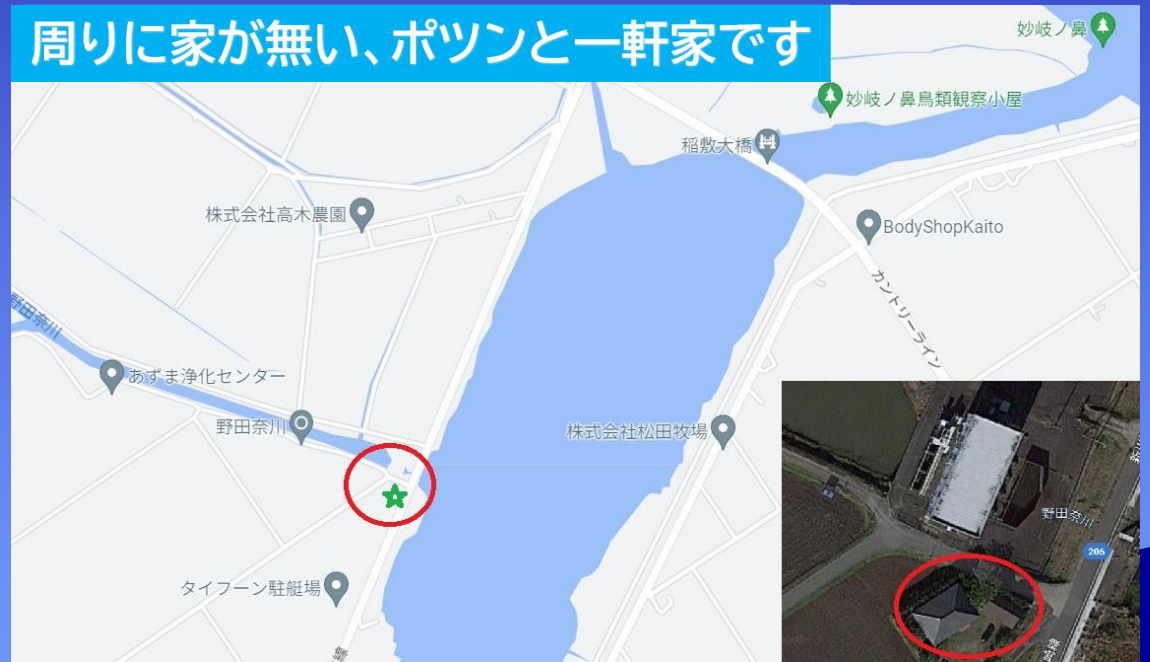 周りに家が無い、ポツンと一軒家です
妙岐ノ鼻
妙岐ノ鼻鳥類観察小屋
稲敷大橋
株式会社高木農園
BodyShopKaito
カントリーライン
野田奈川
あずま浄化センター
野田奈川
株式会社松田牧場
タイフーン駐艇場
線
野田奈川
206
崎線